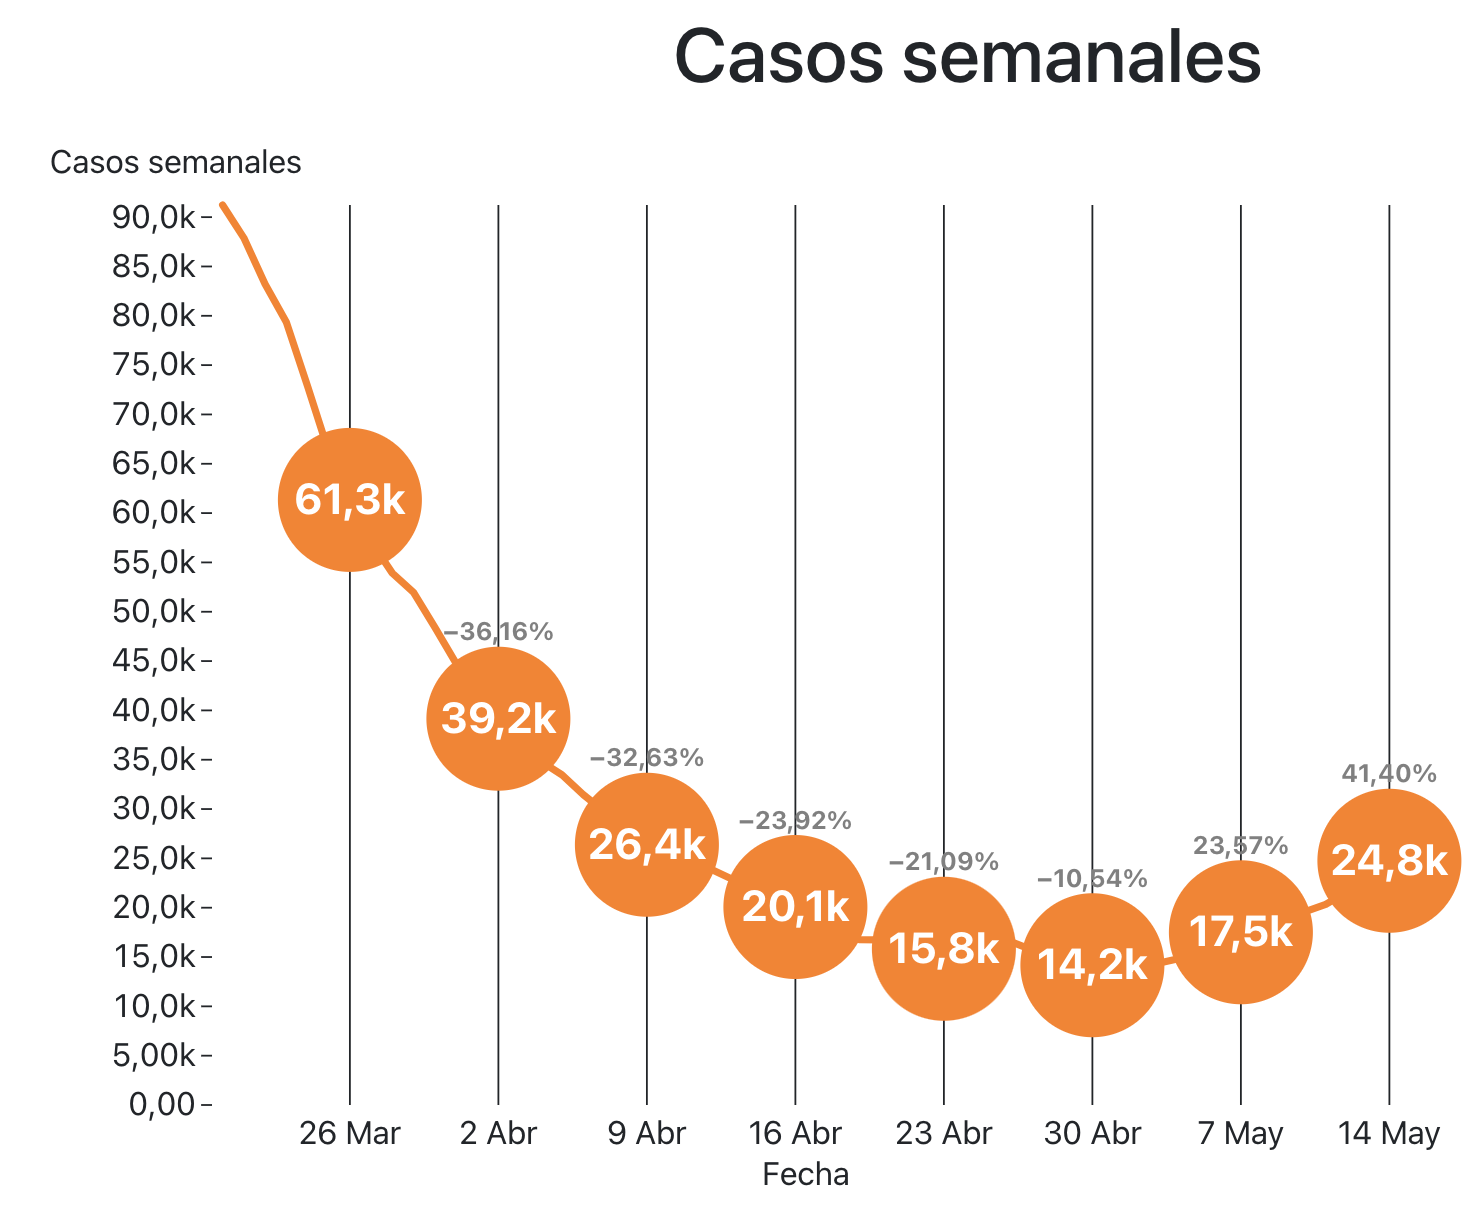 Casos semanales
Casos semanales
90,0k
85,0k
80,0k
75,0k
70,0k
65,0k
60,0k
55,0k
50,0k
45,0k
40,0k
35,0k
30,0k
25,0k
20,0k
15,0k
10,0k
5,00k
0,00
61,3k
−36,16%
39,2k
−32,63%
26,4k
−23,92%
20,1k
−21,09%
15,8k
−10,54%
14,2k
23,57%
17,5k
41,40%
24,8k
26 Mar 2 Abr 9 Abr 16 Abr 23 Abr 30 Abr 7 May 14 May
Fecha